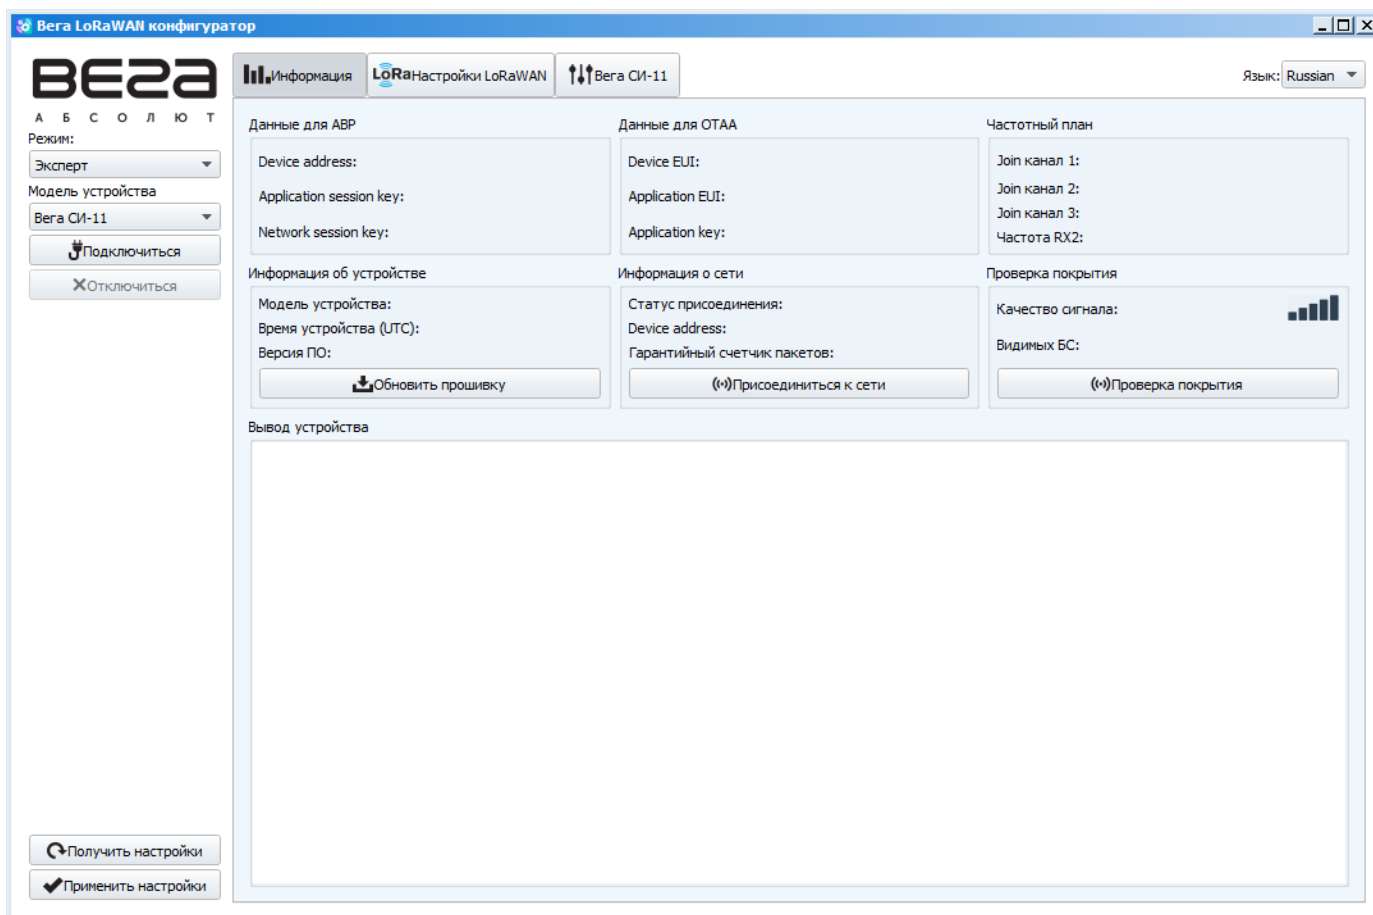 Вега LoRaWAN конфигуратор
ВЕГА
АБСОЛЮТ
Информация
LoRa Настройки LoRaWAN
Вега СИ-11
Язык: Russian
Режим:
Эксперт
Модель устройства
Вега СИ-11
Подключиться
Отключиться
Данные для ABP
Device address:
Application session key:
Network session key:
Данные для OTAA
Device EUI:
Application EUI:
Application key:
Частотный план
Join канал 1:
Join канал 2:
Join канал 3:
Частота RX2:
Информация об устройстве
Модель устройства:
Время устройства (UTC):
Версия ПО:
Обновить прошивку
Информация о сети
Статус присоединения:
Device address:
Гарантийный счетчик пакетов:
Присоединиться к сети
Проверка покрытия
Качество сигнала:
Видимых БС:
Проверка покрытия
Вывод устройства
Получить настройки
Применить настройки